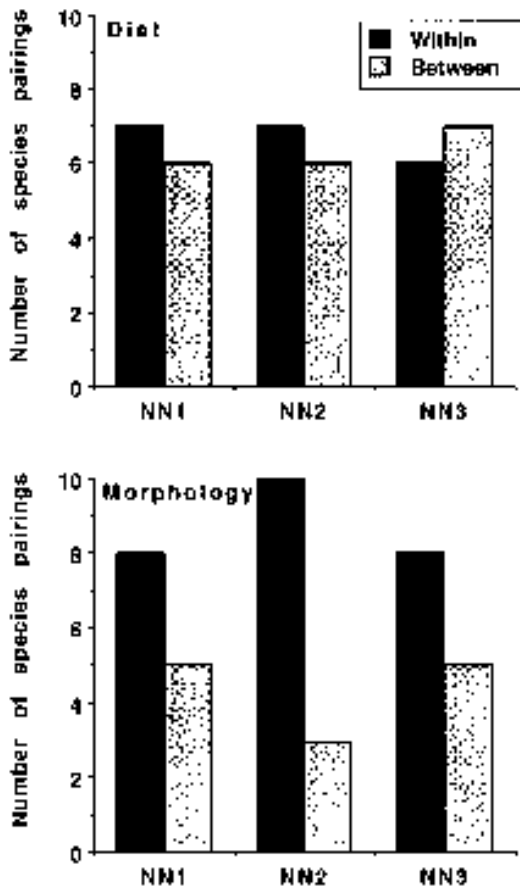 Diet
Within
Between
Number of species pairings
10
8
6
4
2
0
NN1 NN2 NN3
Morphology
Number of species pairings
10
8
6
4
2
0
NN1 NN2 NN3